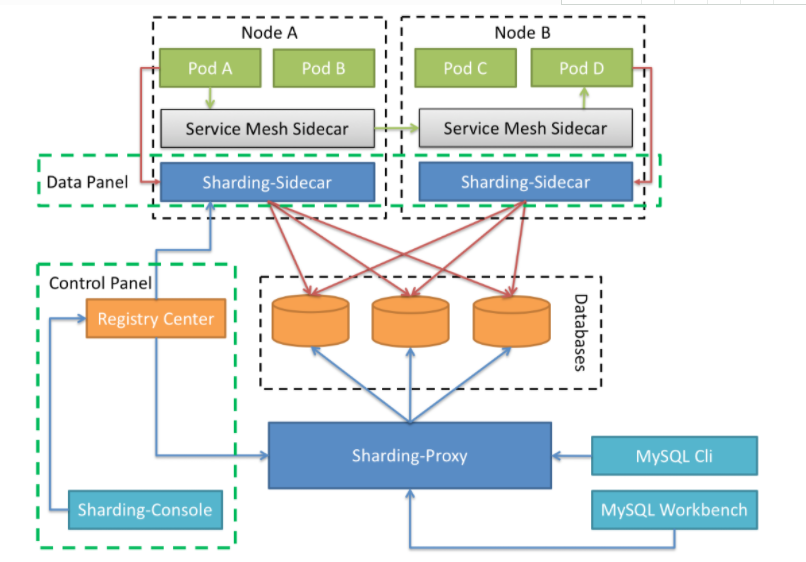 Node A
Node B
Pod A
Pod B
Pod C
Pod D
Service Mesh Sidecar
Service Mesh Sidecar
Data Panel
Sharding-Sidecar
Sharding-Sidecar
Control Panel
Registry Center
Databases
Sharding-Proxy
MySQL Cli
Sharding-Console
MySQL Workbench